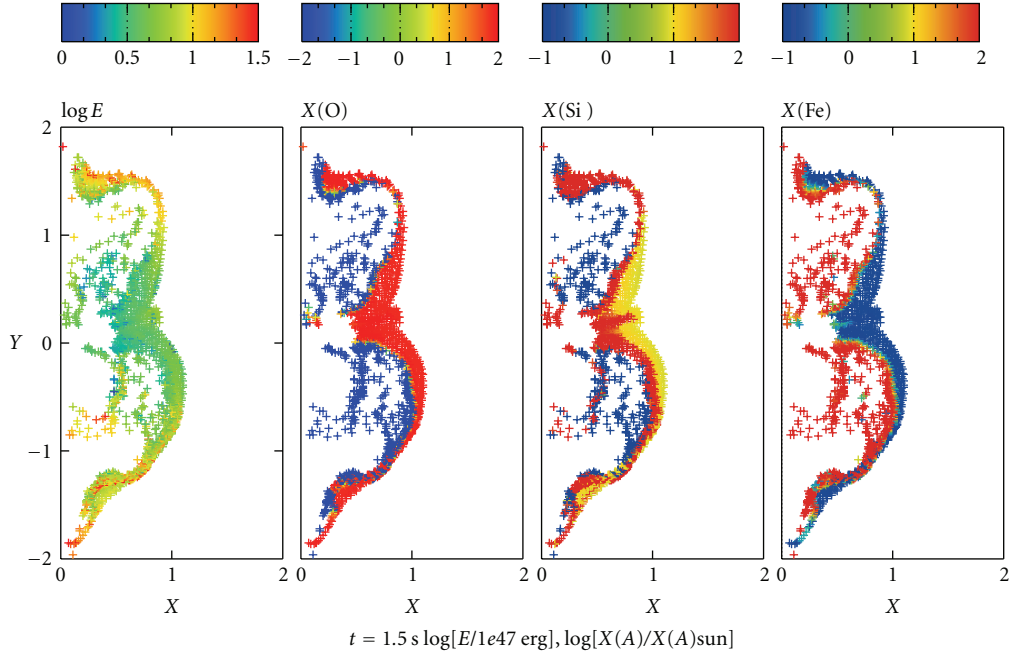 0 0.5 1 1.5 −2 −1 0 1 2 −1 0 1 2 −1 0 1 2
log E X(O) X(Si ) X(Fe)
2
1
Y 0
−1
−2
0 1 2 0 1 2 0 1 2 0 1 2
X X X X
t = 1.5 s log[E/1e47 erg], log[X(A)/X(A)sun]